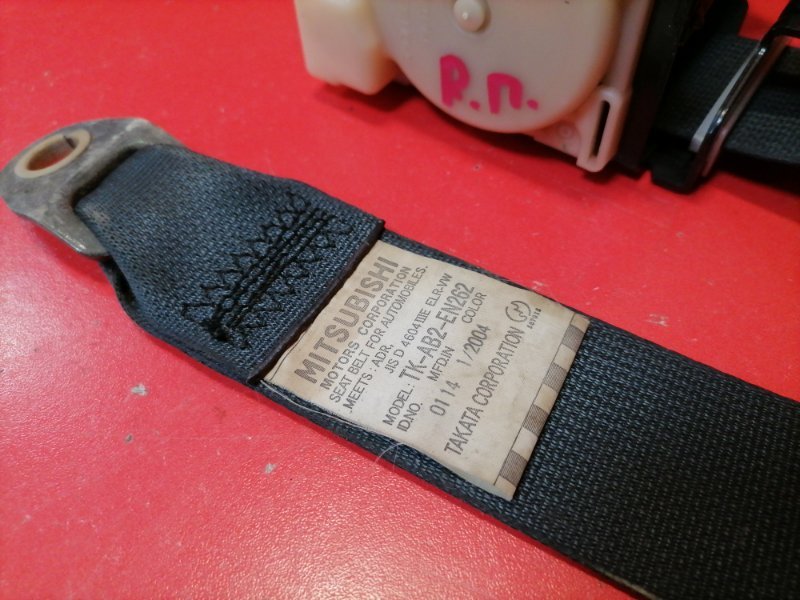 Р.П.
MITSUBISHI
MOTORS CORPORATION
SEAT BELT FOR AUTOMOBILES.
MEETS : ADR,
JIS D 4604 IIIE ELR-VW
MODEL TK-AB2-EN262
ID.NO. MFD.IN COLOR
0114 1/2004
TAKATA CORPORATION